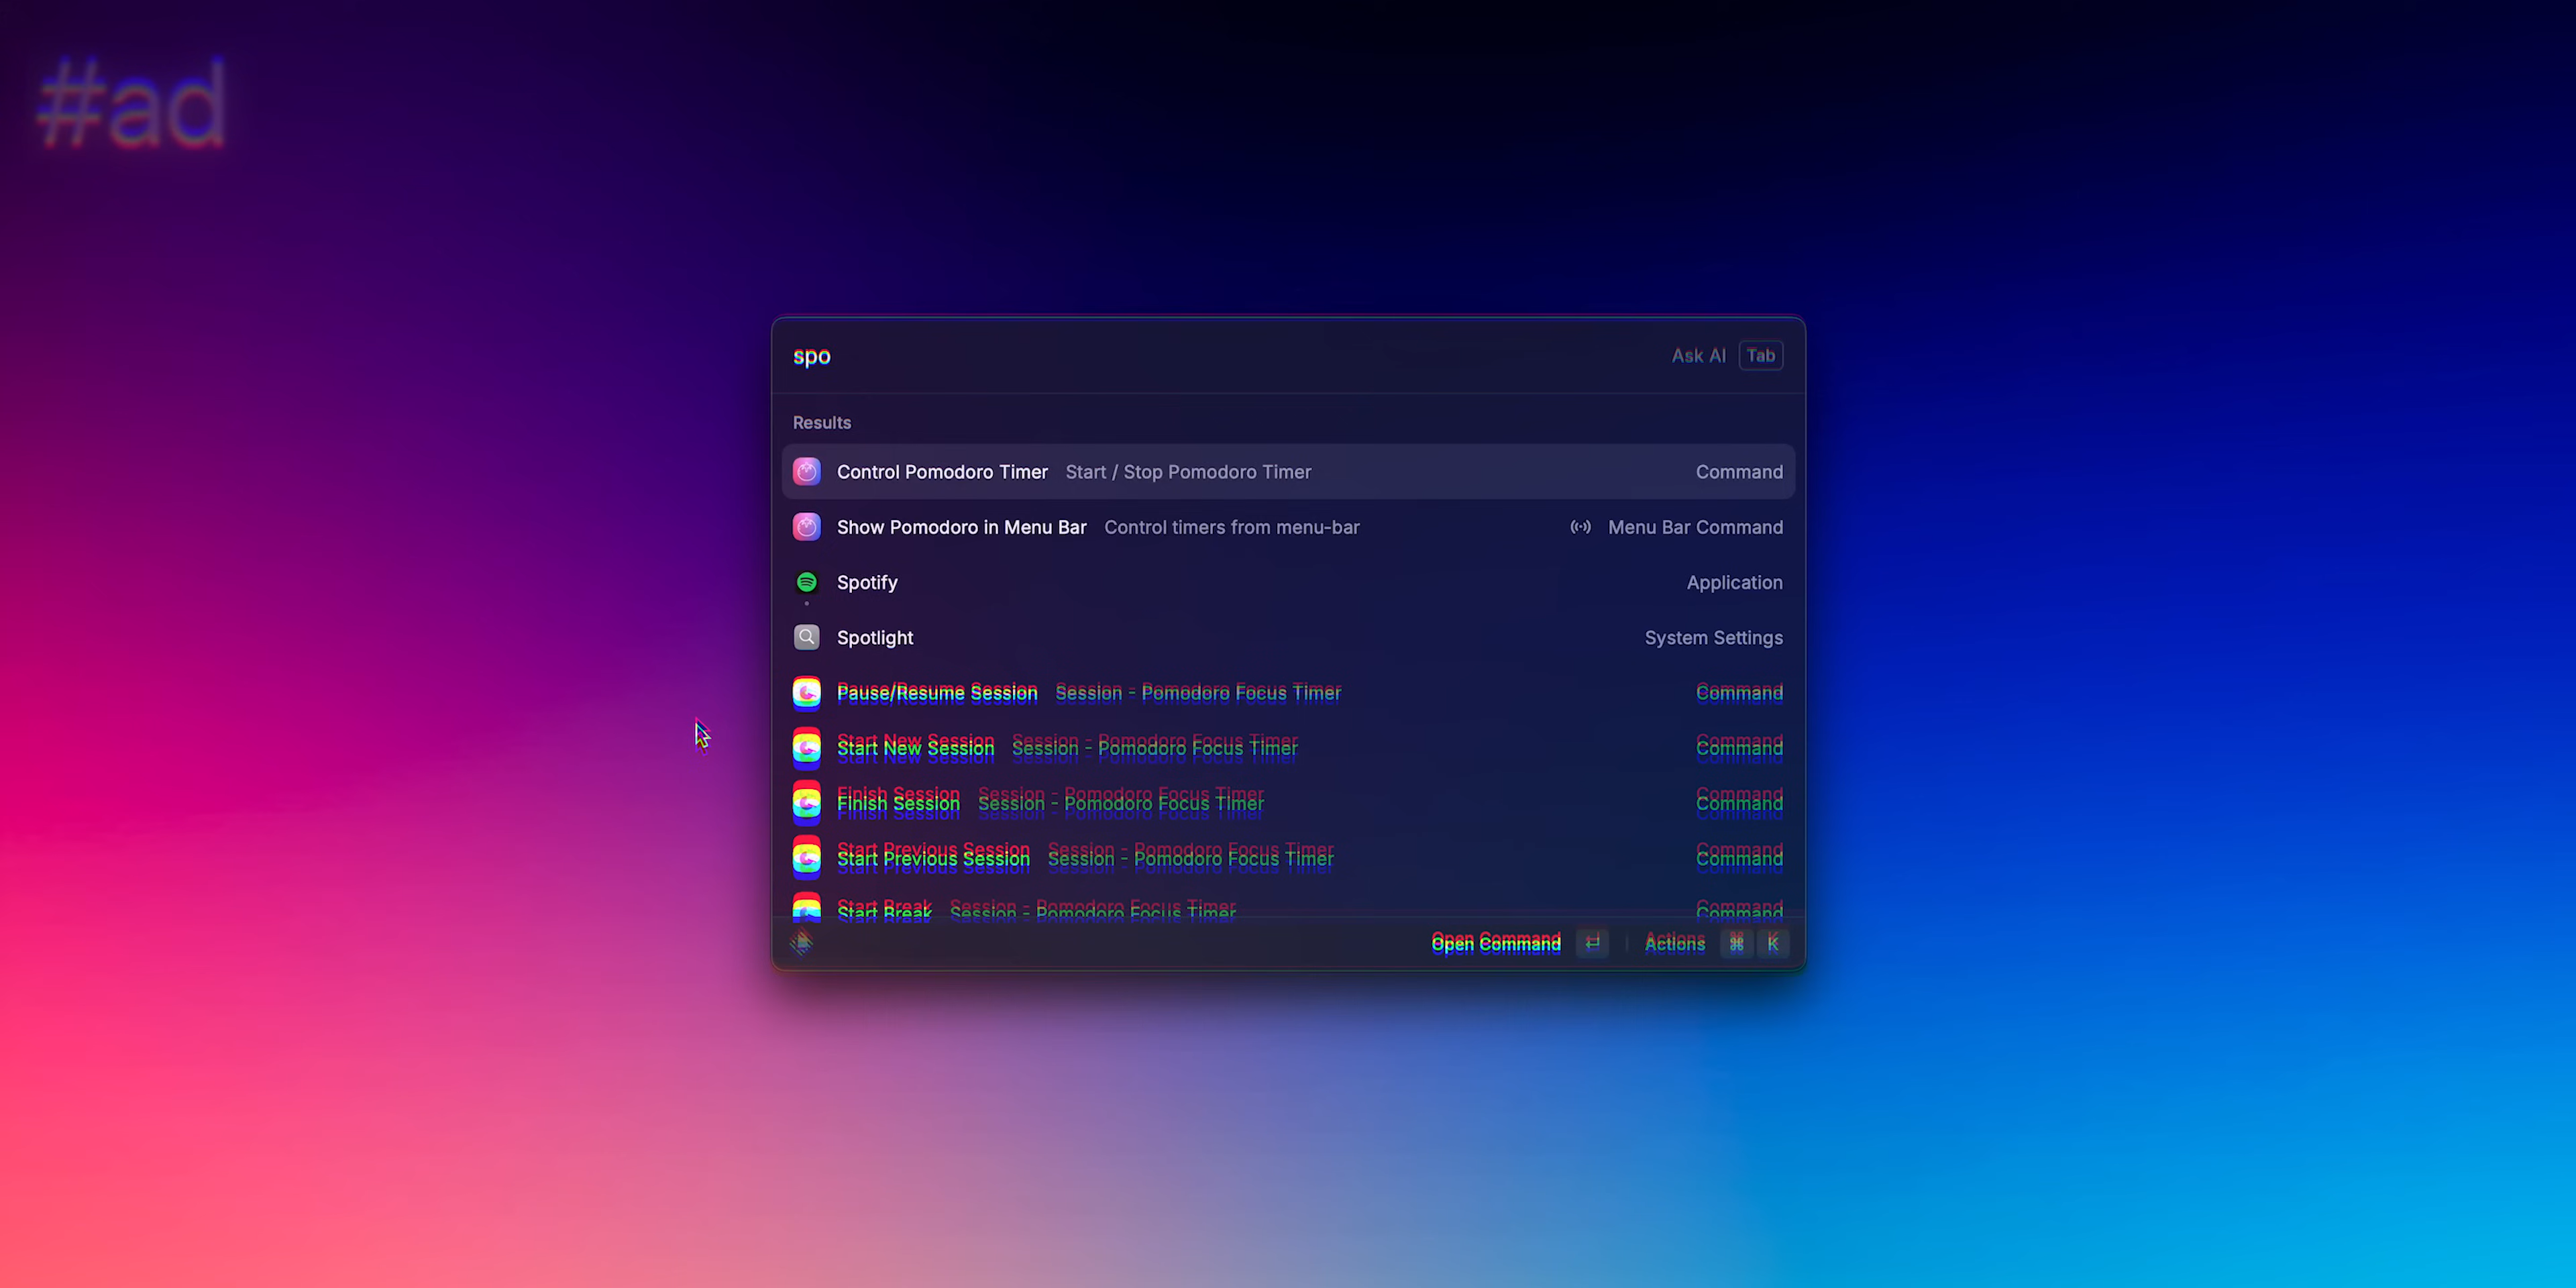 #ad
spo Ask AI Tab
Results
Control Pomodoro Timer Start / Stop Pomodoro Timer Command
Show Pomodoro in Menu Bar Control timers from menu-bar Menu Bar Command
Spotify Application
Spotlight System Settings
Pause/Resume Session Session - Pomodoro Focus Timer Command
Start New Session Session - Pomodoro Focus Timer Command
Finish Session Session - Pomodoro Focus Timer Command
Start Previous Session Session - Pomodoro Focus Timer Command
Start Break Session - Pomodoro Focus Timer Command
Open Command ↵ Actions ⌘ K